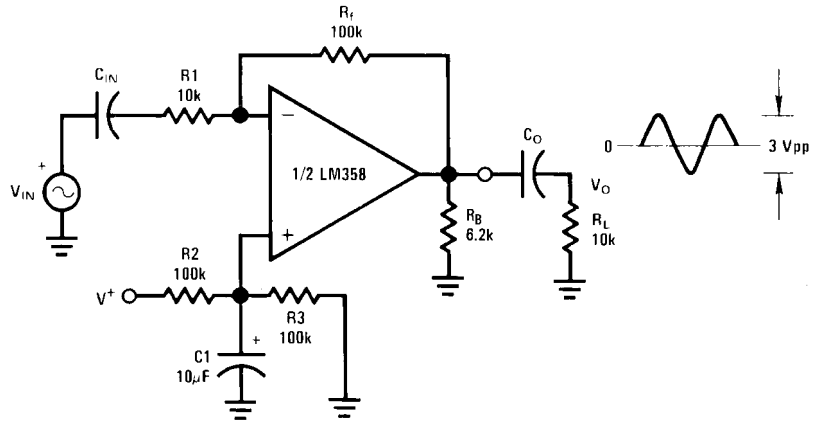 Rf
100k
CIN
R1
10k
−
1/2 LM358
+
+
VIN
R2
100k
V+
R3
100k
+
C1
10μF
RB
6.2k
CO
VO
RL
10k
0
3 Vpp